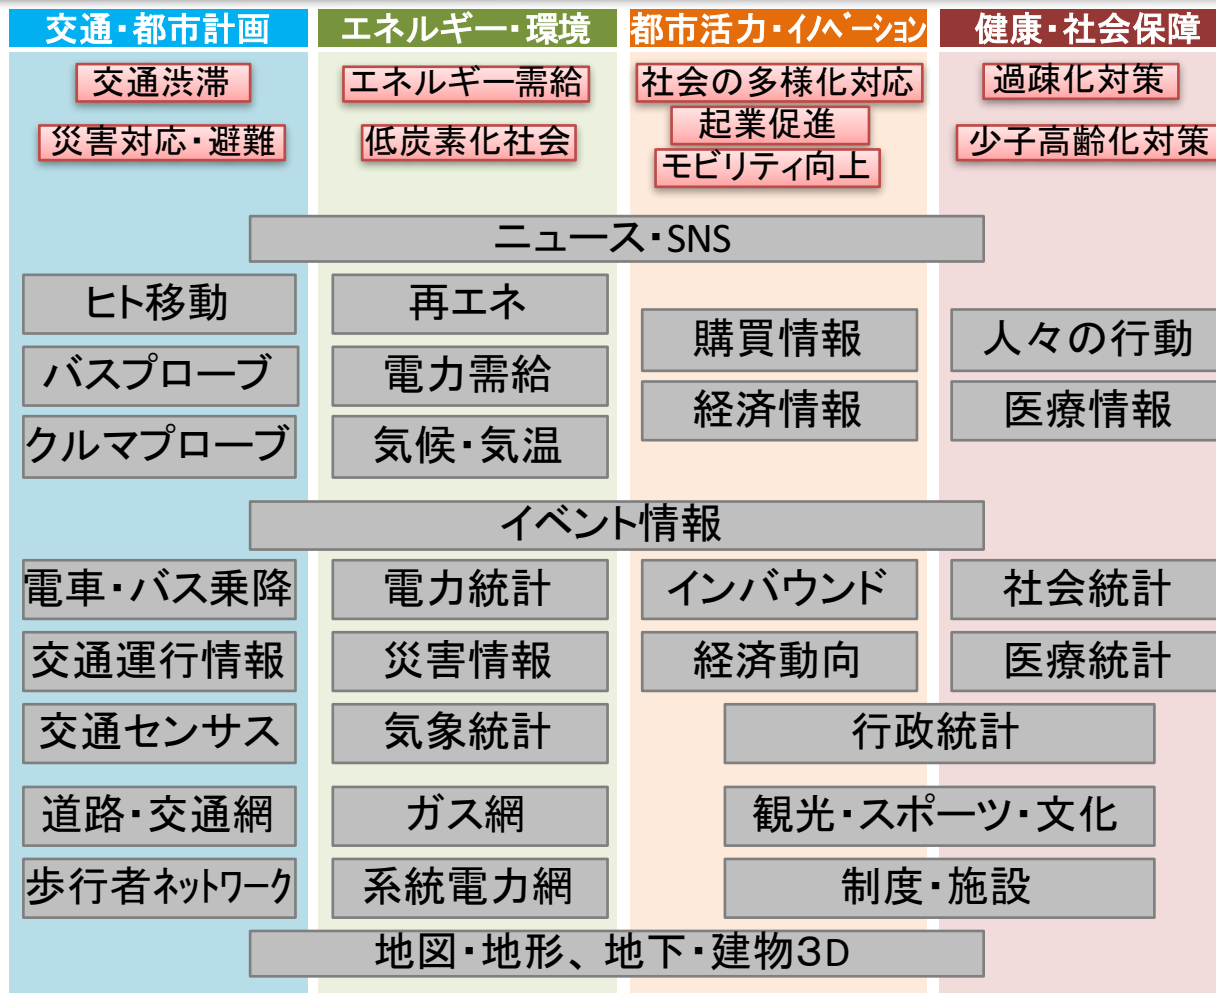 交通・都市計画
エネルギー・環境
都市活力・イノベーション
健康・社会保障
交通渋滞
エネルギー需給
社会の多様化対応
過疎化対策
災害対応・避難
低炭素化社会
起業促進
モビリティ向上
少子高齢化対策
ニュース・SNS
ヒト移動
再エネ
購買情報
人々の行動
バスプローブ
電力需給
経済情報
医療情報
クルマプローブ
気候・気温
イベント情報
電車・バス乗降
電力統計
インバウンド
社会統計
交通運行情報
災害情報
経済動向
医療統計
交通センサス
気象統計
行政統計
道路・交通網
ガス網
観光・スポーツ・文化
歩行者ネットワーク
系統電力網
制度・施設
地図・地形、地下・建物3D